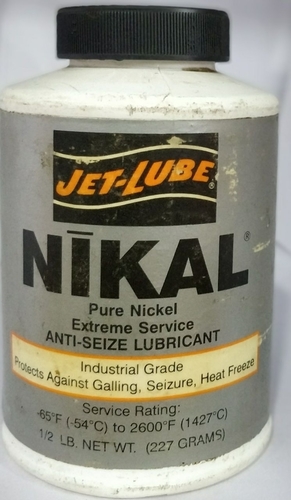 JET-LUBE®
NĪKAL®
Pure Nickel
Extreme Service
ANTI-SEIZE LUBRICANT
Industrial Grade
Protects Against Galling, Seizure, Heat Freeze
Service Rating:
-65°F (-54°C) to 2600°F (1427°C)
1/2 LB. NET WT. (227 GRAMS)